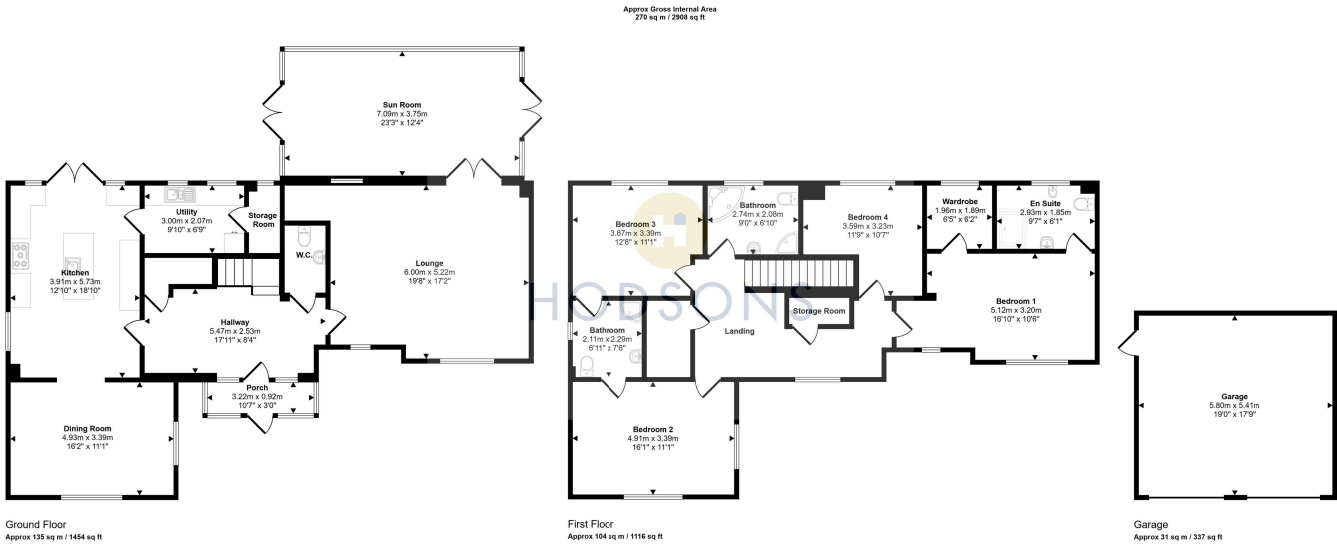 Approx Gross Internal Area
270 sq m / 2908 sq ft
Sun Room
7.09m x 3.75m
23'3" x 12'4"
Utility
3.00m x 2.07m
9'10" x 6'9"
Storage
Room
W.C.
Kitchen
3.91m x 5.73m
12'10" x 18'10"
Lounge
6.00m x 5.22m
19'8" x 17'2"
Hallway
5.47m x 2.53m
17'11" x 8'4"
Porch
3.22m x 0.92m
10'7" x 3'0"
Dining Room
4.93m x 3.39m
16'2" x 11'1"
Ground Floor
Approx 135 sq m / 1454 sq ft
Bedroom 3
3.87m x 3.39m
12'8" x 11'1"
Bathroom
2.74m x 2.08m
9'0" x 6'10"
Bedroom 4
3.59m x 3.23m
11'9" x 10'7"
Wardrobe
1.96m x 1.89m
6'5" x 6'2"
En Suite
2.93m x 1.85m
9'7" x 6'1"
HODSONS
Bedroom 1
5.12m x 3.20m
16'10" x 10'6"
Storage Room
Landing
Bathroom
2.11m x 2.29m
6'11" x 7'6"
Bedroom 2
4.91m x 3.39m
16'1" x 11'1"
First Floor
Approx 104 sq m / 1116 sq ft
Garage
5.80m x 5.41m
19'0" x 17'9"
Garage
Approx 31 sq m / 337 sq ft